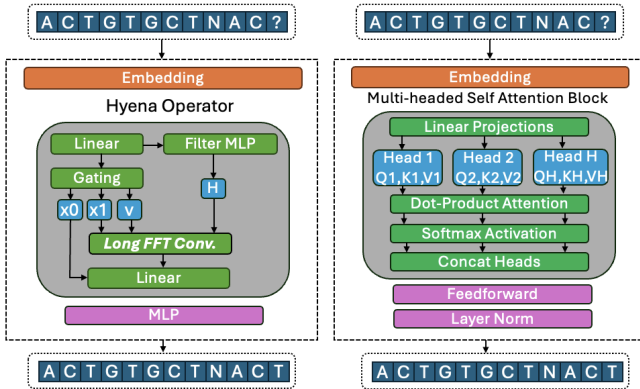 A C T G T G C T N A C ?
Embedding
Hyena Operator
Linear
Filter MLP
Gating
H
x0 x1 v
Long FFT Conv.
Linear
MLP
A C T G T G C T N A C T
A C T G T G C T N A C ?
Embedding
Multi-headed Self Attention Block
Linear Projections
Head 1
Q1,K1,V1
Head 2
Q2,K2,V2
Head H
QH,KH,VH
Dot-Product Attention
Softmax Activation
Concat Heads
Feedforward
Layer Norm
A C T G T G C T N A C T